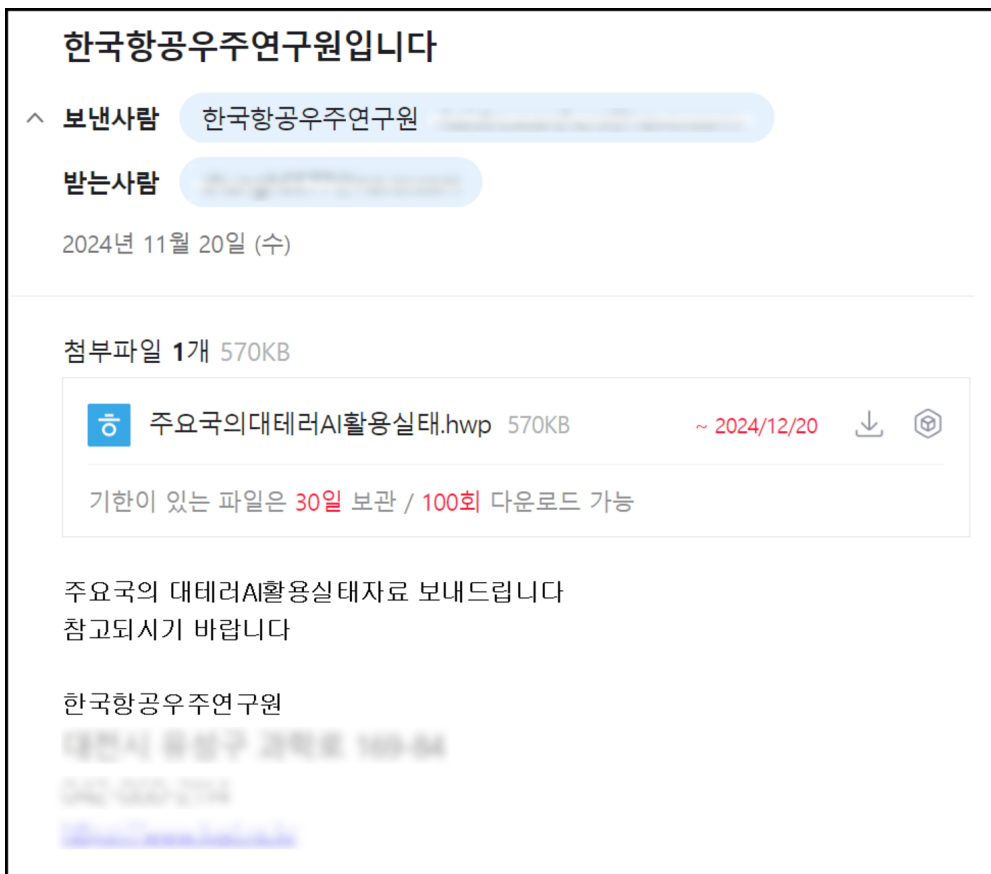 한국항공우주연구원입니다
보낸사람 한국항공우주연구원
받는사람
2024년 11월 20일 (수)
첨부파일 1개 570KB
ㅎ 주요국의대테러AI활용실태.hwp 570KB ~ 2024/12/20
기한이 있는 파일은 30일 보관 / 100회 다운로드 가능
주요국의 대테러AI활용실태자료 보내드립니다
참고되시기 바랍니다
한국항공우주연구원